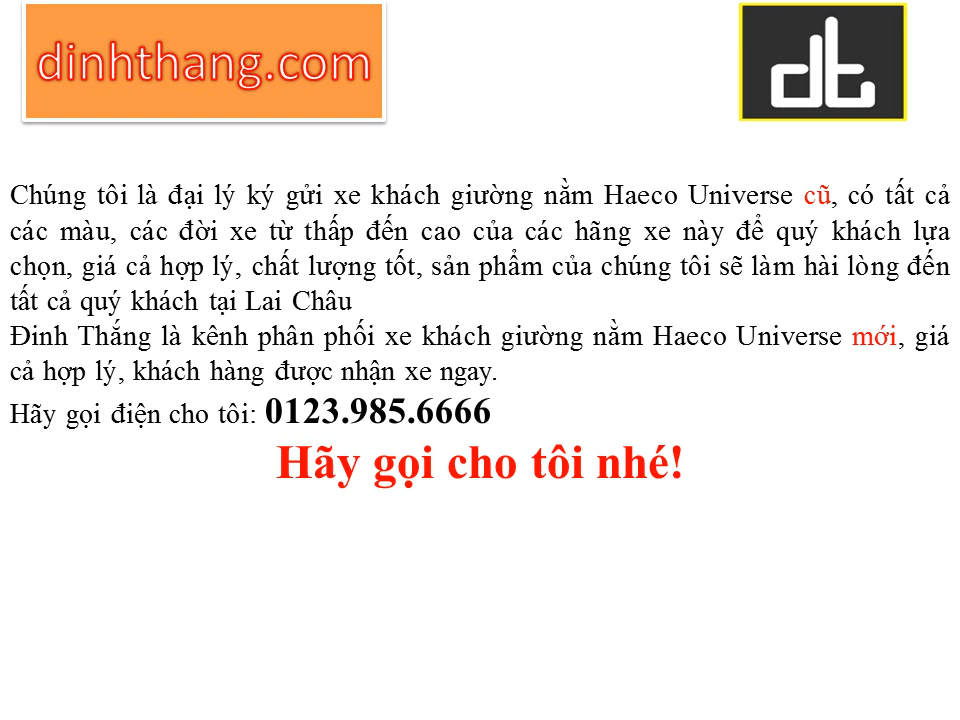 dinhthang.com
dt
Chúng tôi là đại lý ký gửi xe khách giường nằm Haeco Universe cũ, có tất cả
các màu, các đời xe từ thấp đến cao của các hãng xe này để quý khách lựa
chọn, giá cả hợp lý, chất lượng tốt, sản phẩm của chúng tôi sẽ làm hài lòng đến
tất cả quý khách tại Lai Châu
Đinh Thắng là kênh phân phối xe khách giường nằm Haeco Universe mới, giá
cả hợp lý, khách hàng được nhận xe ngay.
Hãy gọi điện cho tôi: 0123.985.6666
Hãy gọi cho tôi nhé!